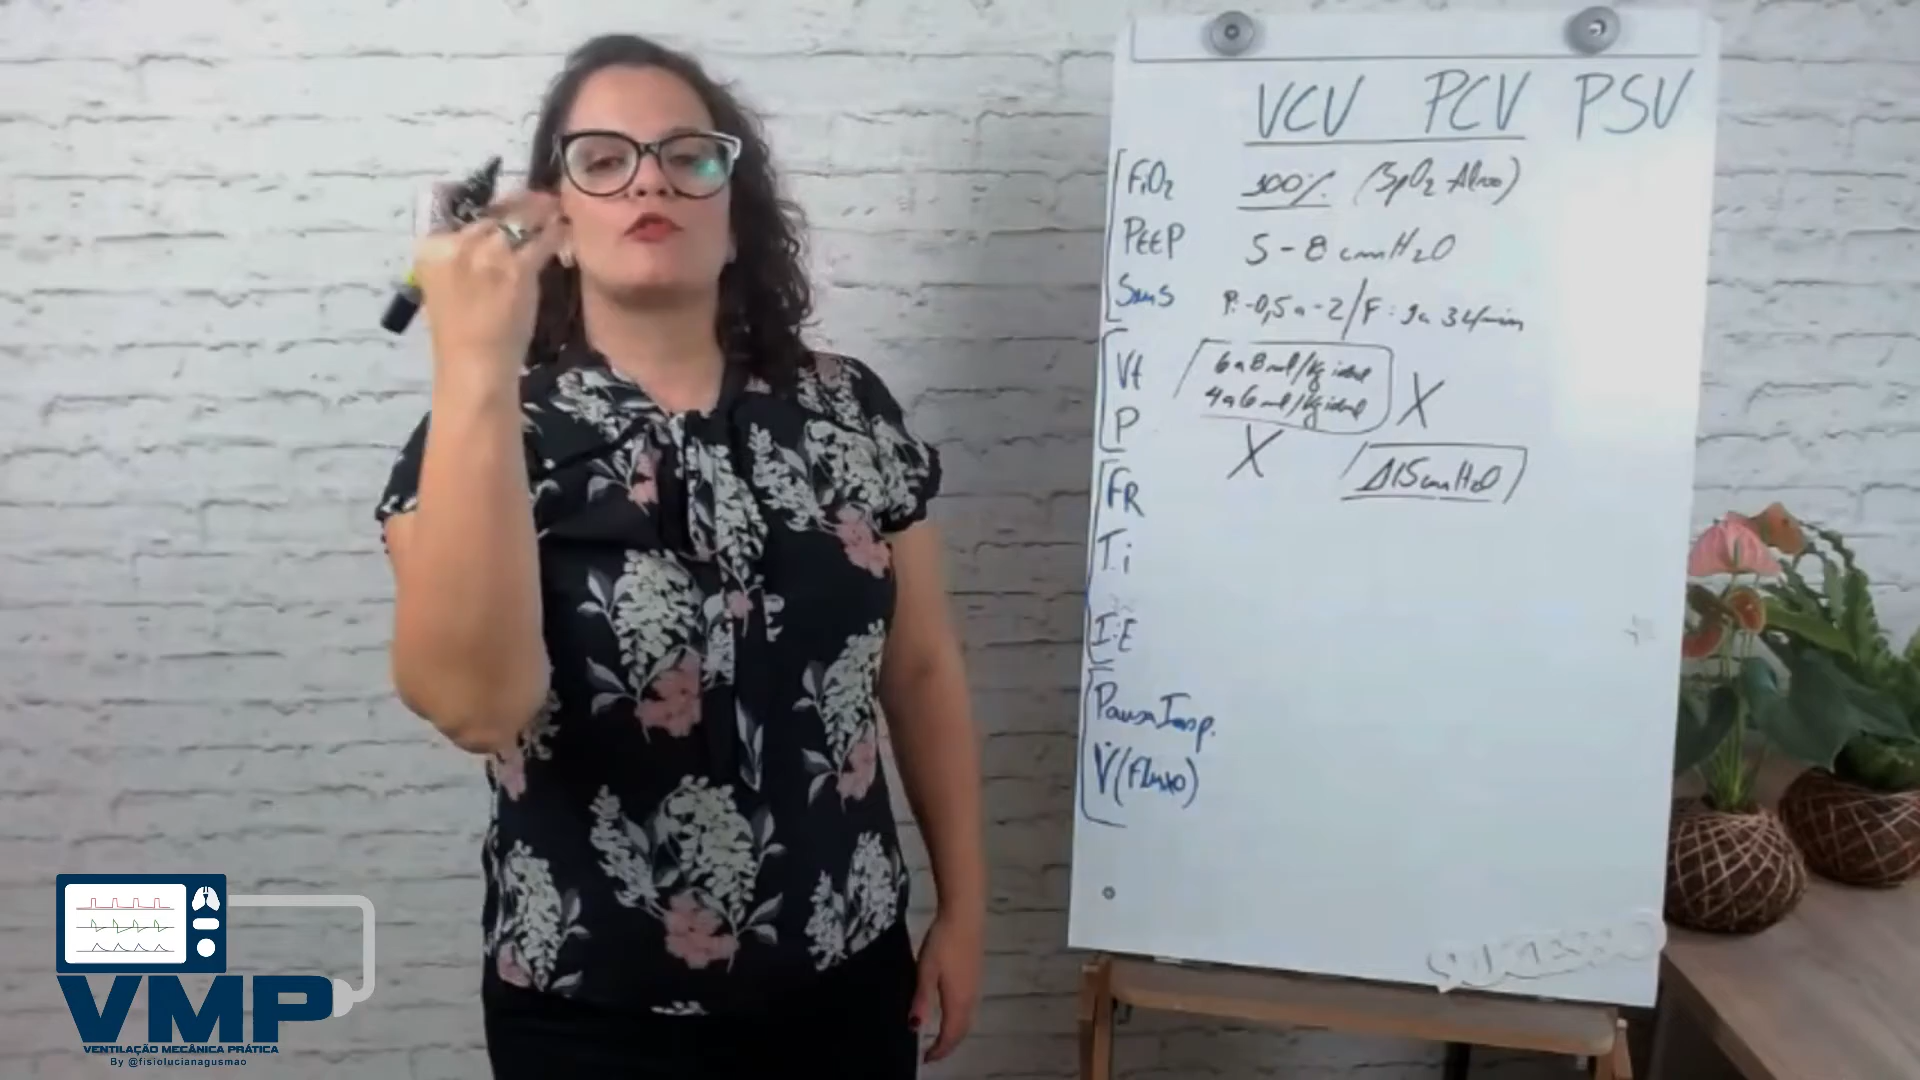 VCV PCV PSV
FiO2 100% (SpO2 Alvo)
PEEP 5 - 8 cmH2O
Sens P: -0,5 a -2 / F: 1 a 3 L/min
Vt 6 a 8 ml/Kg ideal
4 a 6 ml/Kg ideal X
P X Δ15cmH2O
FR
Ti
I:E
Pausa Insp.
V̇ (Fluxo)
VMP
VENTILAÇÃO MECÂNICA PRÁTICA
By @fisiolucianagusmao